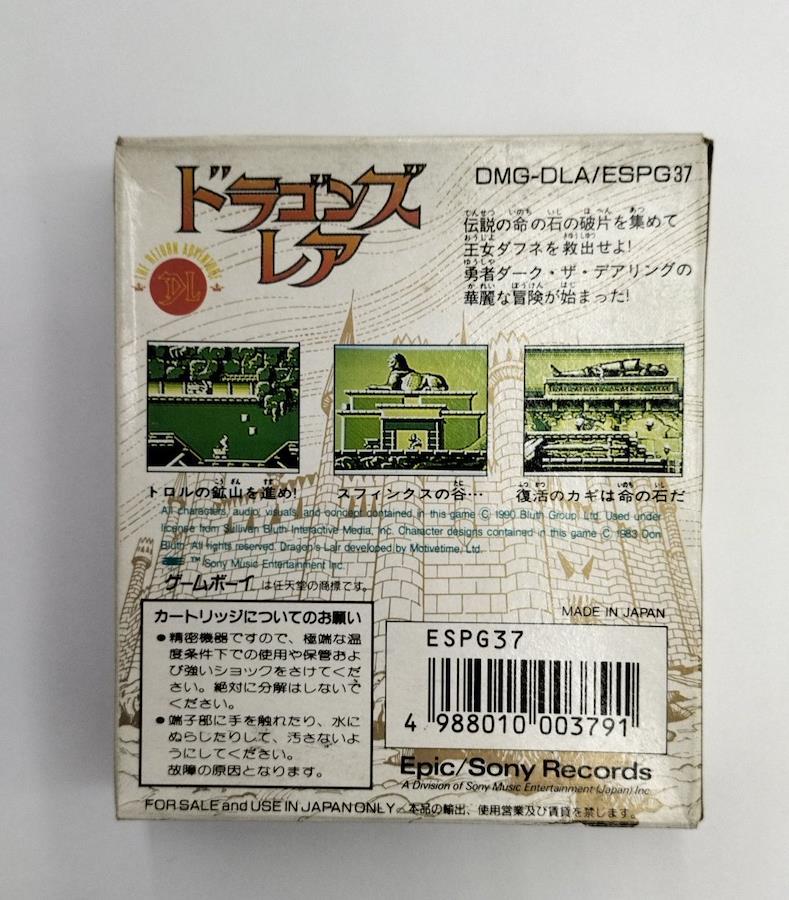 ドラゴンズ
レア
THE RETURN ADVENTURE
DL
DMG-DLA/ESPG37
伝説の命の石の破片を集めて
王女ダフネを救出せよ!
勇者ダーク・ザ・デアリングの
華麗な冒険が始まった!
トロルの鉱山を進め!
スフィンクスの谷…
復活のカギは命の石だ
All characters, audio, visuals, and concept contained in this game © 1990 Bluth Group, Ltd. Used under
license from Sullivan Bluth Interactive Media, Inc. Character designs contained in this game © 1983 Don
Bluth. All rights reserved. Dragon's Lair developed by Motivetime, Ltd.
™ Sony Music Entertainment Inc.
ゲームボーイ は任天堂の商標です。
MADE IN JAPAN
カートリッジについてのお願い
●精密機器ですので、極端な温
度条件下での使用や保管およ
び強いショックをさけてくだ
さい。絶対に分解はしないで
ください。
●端子部に手を触れたり、水に
ぬらしたりして、汚さないよ
うにしてください。
故障の原因となります。
ESPG37
4 988010 003791
Epic/Sony Records
A Division of Sony Music Entertainment (Japan) Inc.
FOR SALE and USE IN JAPAN ONLY 本品の輸出、使用営業及び賃貸を禁じます。